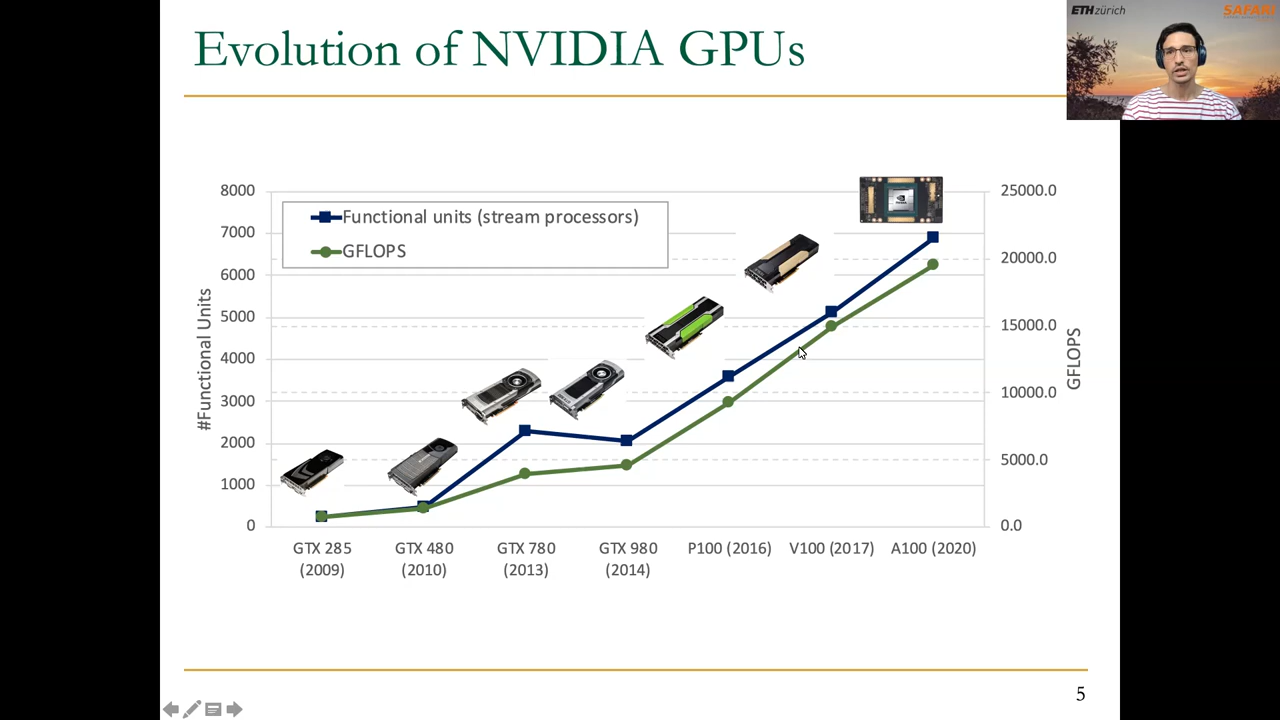 Evolution of NVIDIA GPUs
ETH zürich
SAFARI
8000
7000
6000
5000
4000
3000
2000
1000
0
#Functional Units
Functional units (stream processors)
GFLOPS
25000.0
20000.0
15000.0
10000.0
5000.0
0.0
GFLOPS
GTX 285
(2009)
GTX 480
(2010)
GTX 780
(2013)
GTX 980
(2014)
P100 (2016)
V100 (2017)
A100 (2020)
5